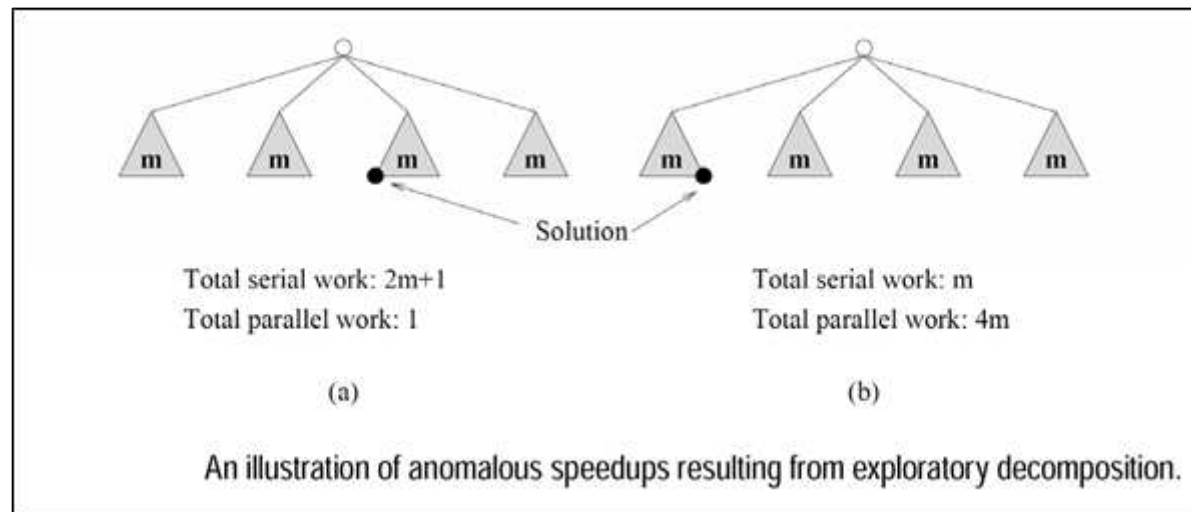 m m m m m m m m
Solution
Total serial work: 2m+1 Total serial work: m
Total parallel work: 1 Total parallel work: 4m
(a) (b)
An illustration of anomalous speedups resulting from exploratory decomposition.